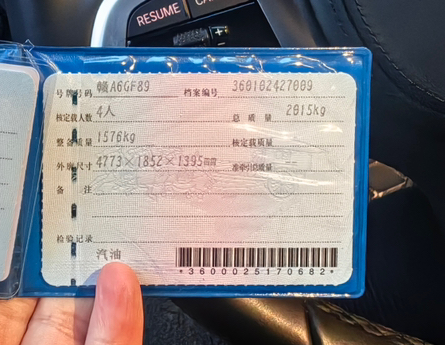 RESUME
号牌号码 赣A6GF89 档案编号 360102427009
核定载人数 4人 总质量 2015kg
整备质量 1576kg 核定载质量
外廓尺寸 4773×1852×1395mm 准牵引总质量
备注
检验记录
汽油
*3600025170682*